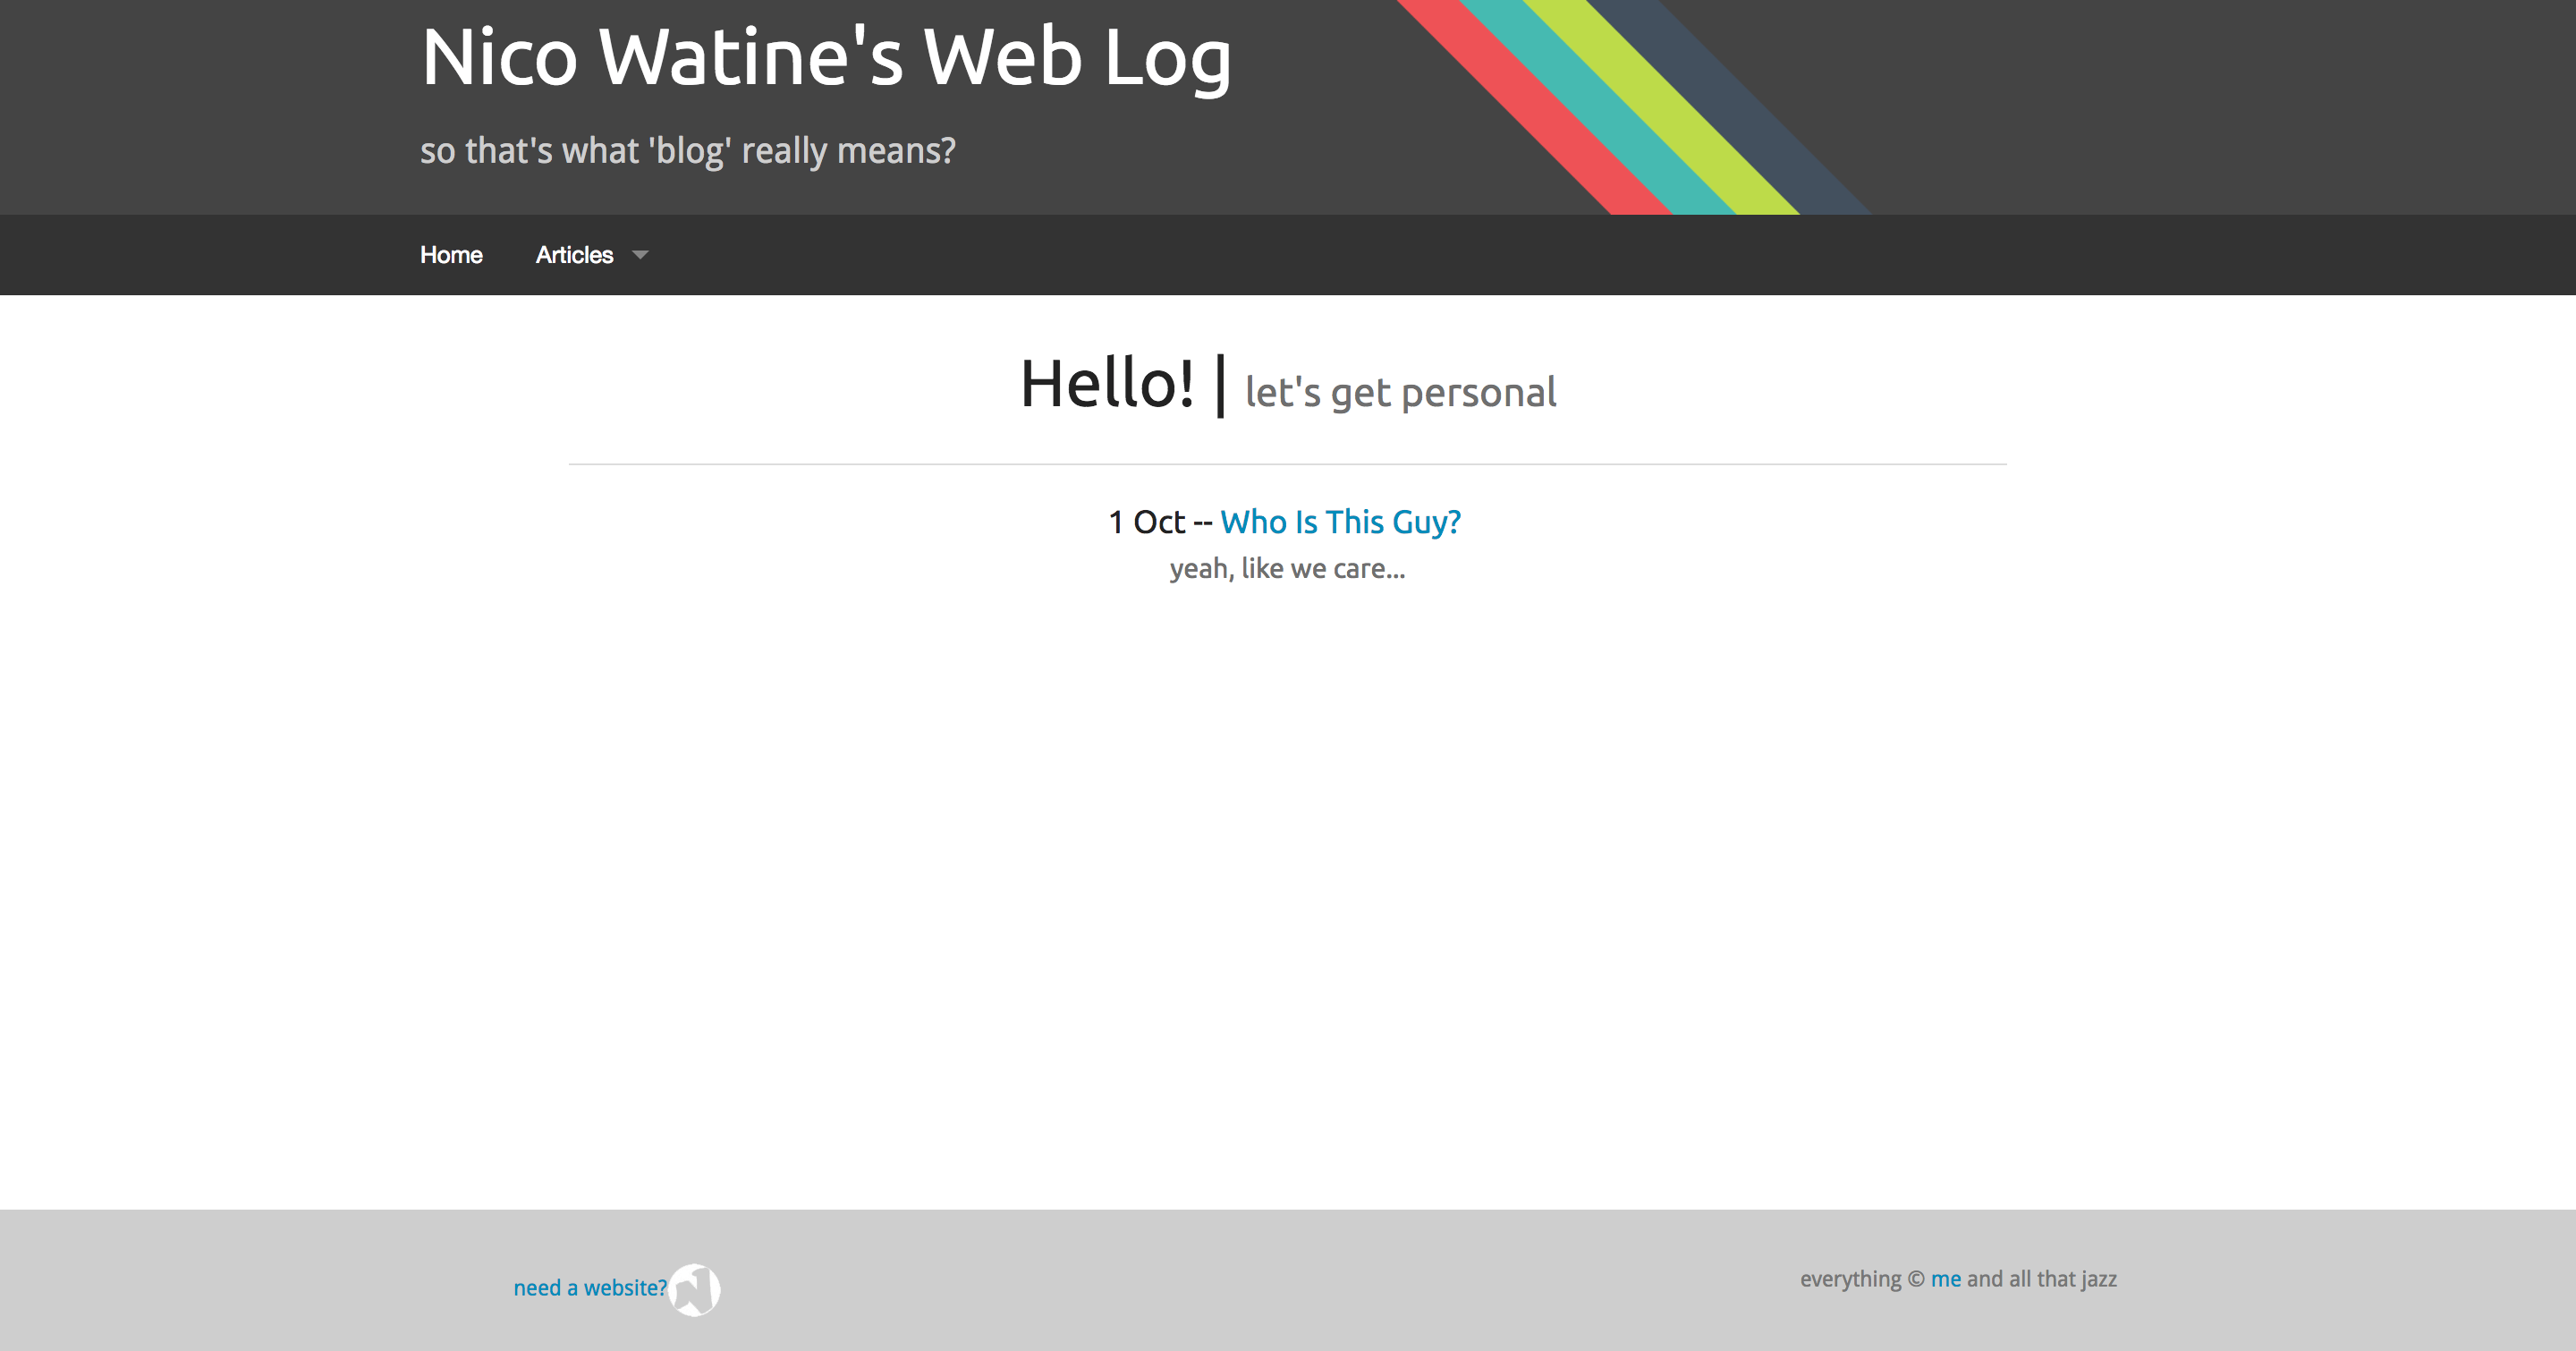 Nico Watine's Web Log
so that's what 'blog' really means?
Home Articles
Hello! | let's get personal
1 Oct -- Who Is This Guy?
yeah, like we care...
need a website?
everything © me and all that jazz